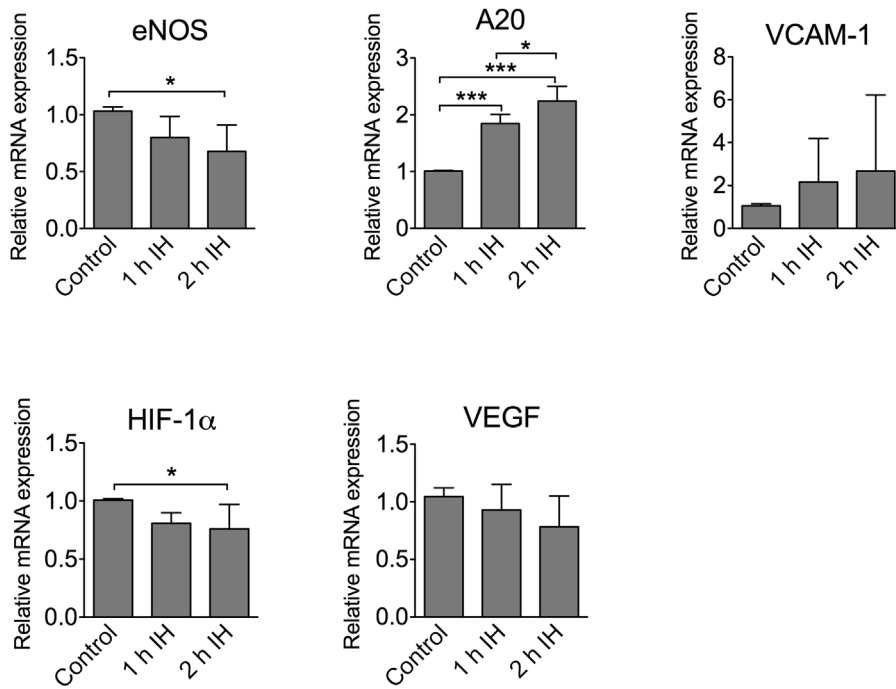 eNOS
Relative mRNA expression
1.5
1.0
0.5
0.0
*
Control
1 h IH
2 h IH
A20
Relative mRNA expression
3
2
1
0
*
***
***
Control
1 h IH
2 h IH
VCAM-1
Relative mRNA expression
8
6
4
2
0
Control
1 h IH
2 h IH
HIF-1α
Relative mRNA expression
1.5
1.0
0.5
0.0
*
Control
1 h IH
2 h IH
VEGF
Relative mRNA expression
1.5
1.0
0.5
0.0
Control
1 h IH
2 h IH